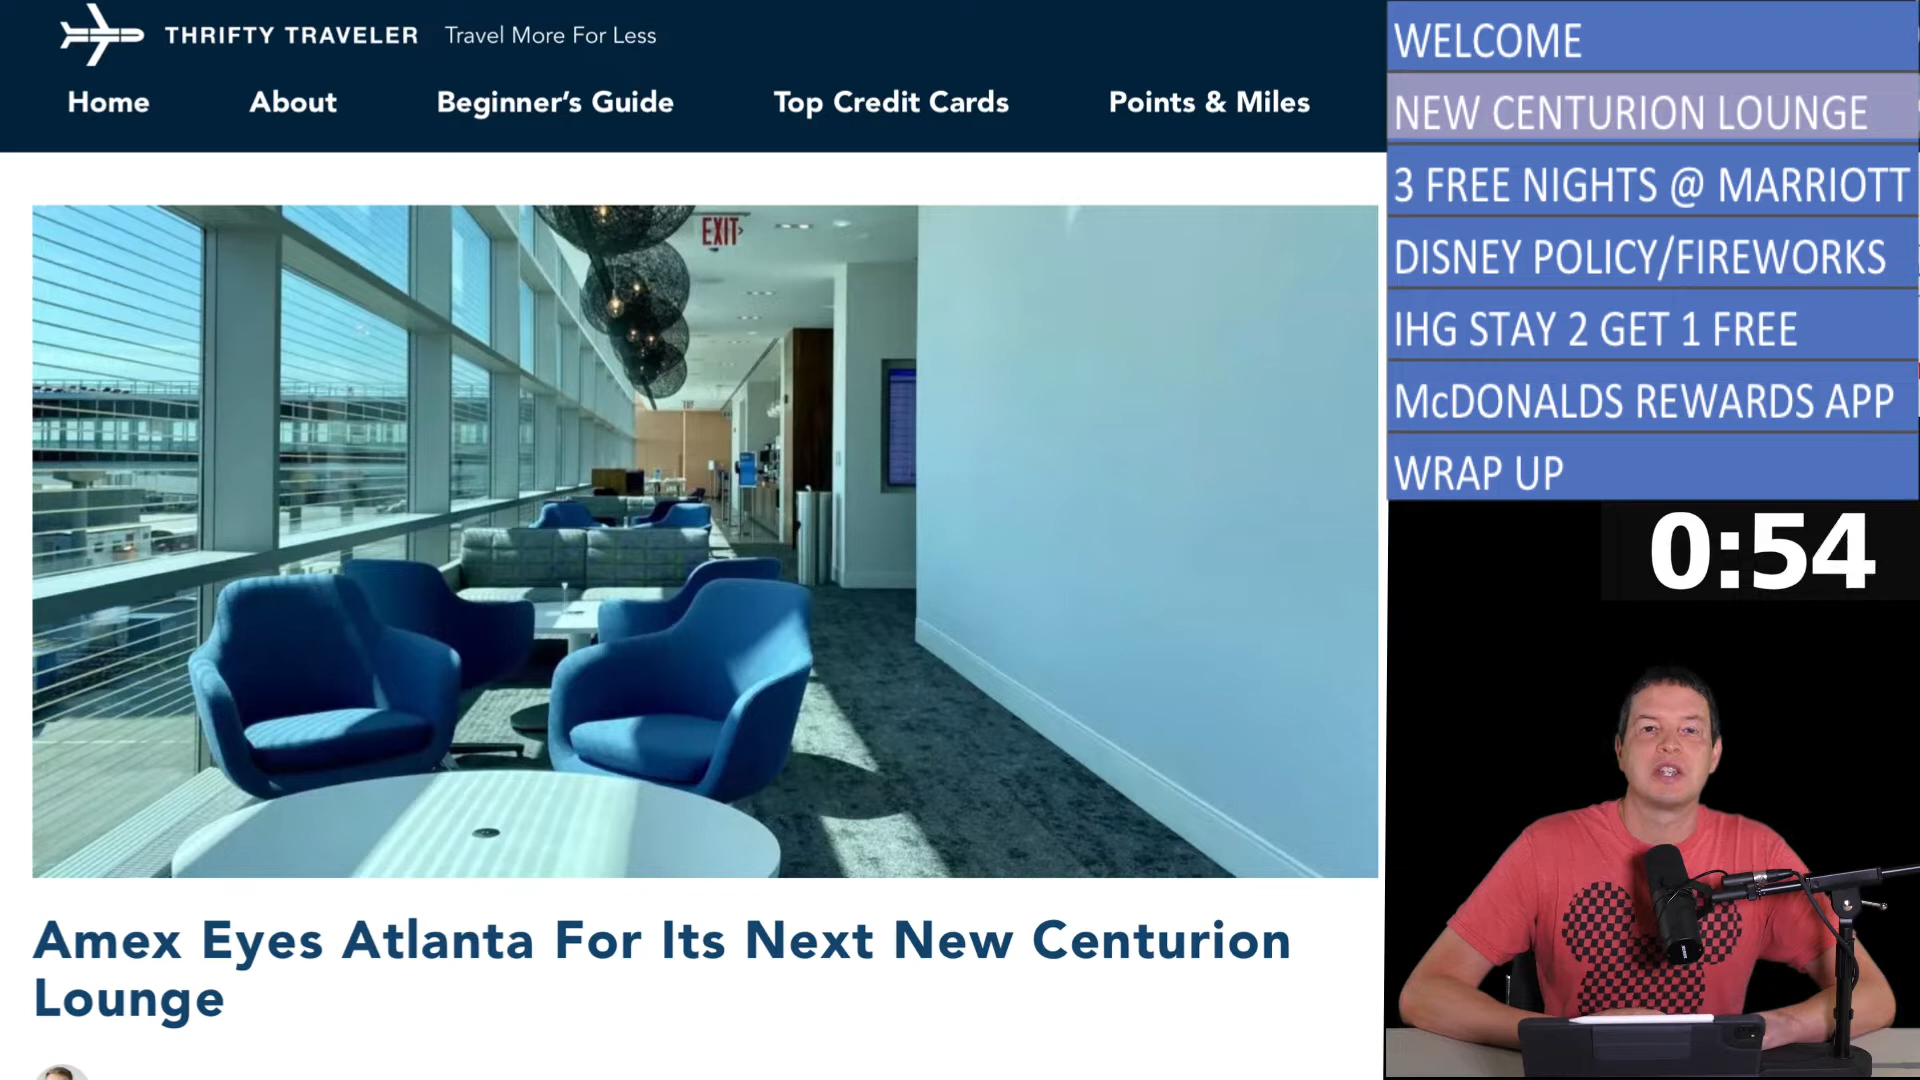 THRIFTY TRAVELER Travel More For Less
Home About Beginner's Guide Top Credit Cards Points & Miles
EXIT
Amex Eyes Atlanta For Its Next New Centurion
Lounge
WELCOME
NEW CENTURION LOUNGE
3 FREE NIGHTS @ MARRIOTT
DISNEY POLICY/FIREWORKS
IHG STAY 2 GET 1 FREE
McDONALDS REWARDS APP
WRAP UP
0:54